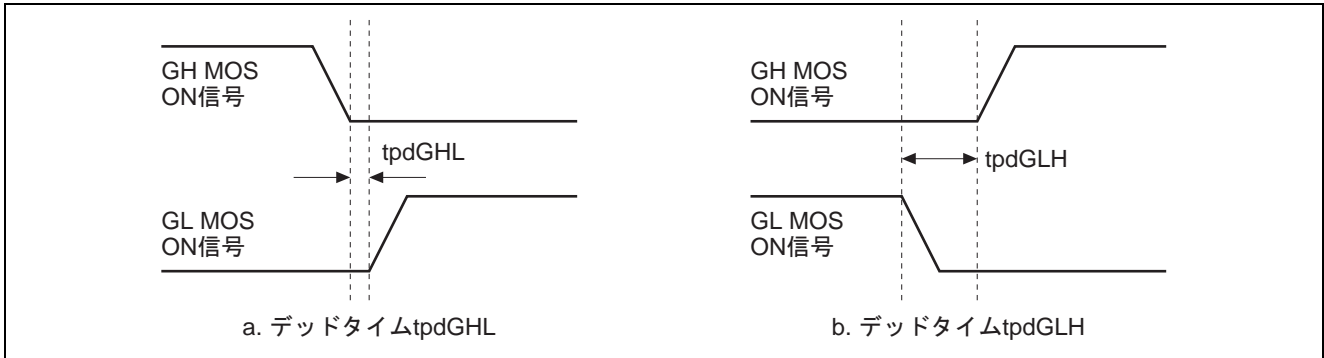 GH MOS
ON信号
tpdGHL
GL MOS
ON信号
a. デッドタイムtpdGHL
GH MOS
ON信号
tpdGLH
GL MOS
ON信号
b. デッドタイムtpdGLH